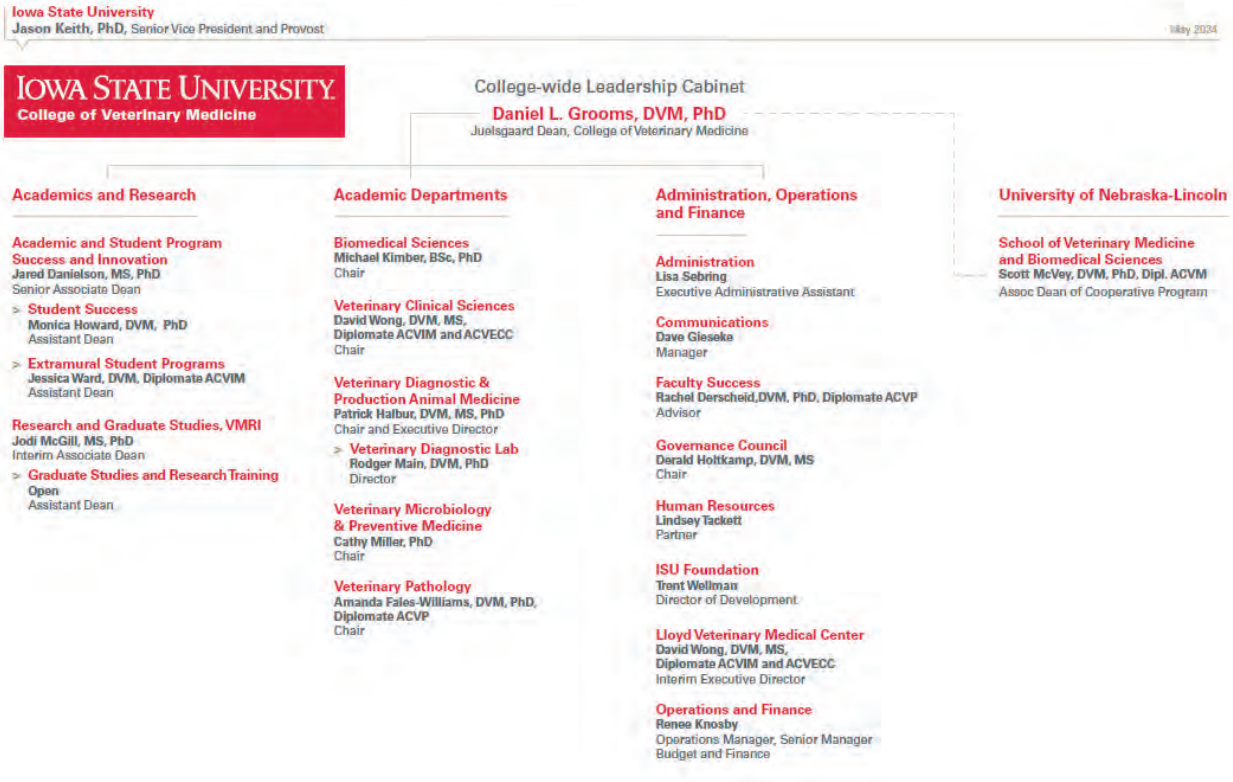 Iowa State University
Jason Keith, PhD, Senior Vice President and Provost
May 2024
IOWA STATE UNIVERSITY.
College of Veterinary Medicine
College-wide Leadership Cabinet
Daniel L. Grooms, DVM, PhD
Juelsgaard Dean, College of Veterinary Medicine
Academics and Research
Academic and Student Program
Success and Innovation
Jared Danielson, MS, PhD
Senior Associate Dean
> Student Success
Monica Howard, DVM, PhD
Assistant Dean
> Extramural Student Programs
Jessica Ward, DVM, Diplomate ACVIM
Assistant Dean
Research and Graduate Studies, VMRI
Jodi McGill, MS, PhD
Interim Associate Dean
> Graduate Studies and Research Training
Open
Assistant Dean
Academic Departments
Biomedical Sciences
Michael Kimber, BSc, PhD
Chair
Veterinary Clinical Sciences
David Wong, DVM, MS,
Diplomate ACVIM and ACVECC
Chair
Veterinary Diagnostic &
Production Animal Medicine
Patrick Halbur, DVM, MS, PhD
Chair and Executive Director
> Veterinary Diagnostic Lab
Rodger Main, DVM, PhD
Director
Veterinary Microbiology
& Preventive Medicine
Cathy Miller, PhD
Chair
Veterinary Pathology
Amanda Fales-Williams, DVM, PhD,
Diplomate ACVP
Chair
Administration, Operations
and Finance
Administration
Lisa Sebring
Executive Administrative Assistant
Communications
Dave Gieseke
Manager
Faculty Success
Rachel Derscheid,DVM, PhD, Diplomate ACVP
Advisor
Governance Council
Derald Holtkamp, DVM, MS
Chair
Human Resources
Lindsey Tackett
Partner
ISU Foundation
Trent Wellman
Director of Development
Lloyd Veterinary Medical Center
David Wong, DVM, MS,
Diplomate ACVIM and ACVECC
Interim Executive Director
Operations and Finance
Renee Knosby
Operations Manager, Senior Manager
Budget and Finance
University of Nebraska-Lincoln
School of Veterinary Medicine
and Biomedical Sciences
Scott McVey, DVM, PhD, Dipl. ACVM
Assoc Dean of Cooperative Program